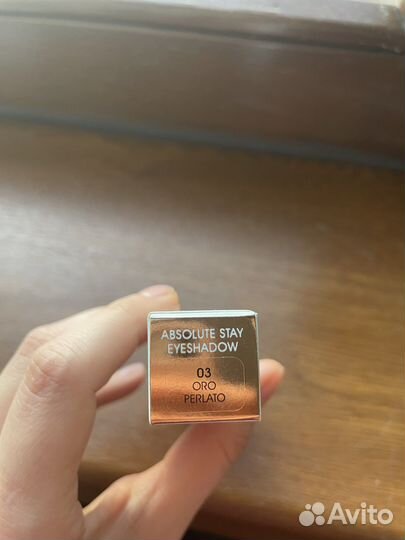 ABSOLUTE STAY
EYESHADOW
03
ORO
PERLATO
Avito